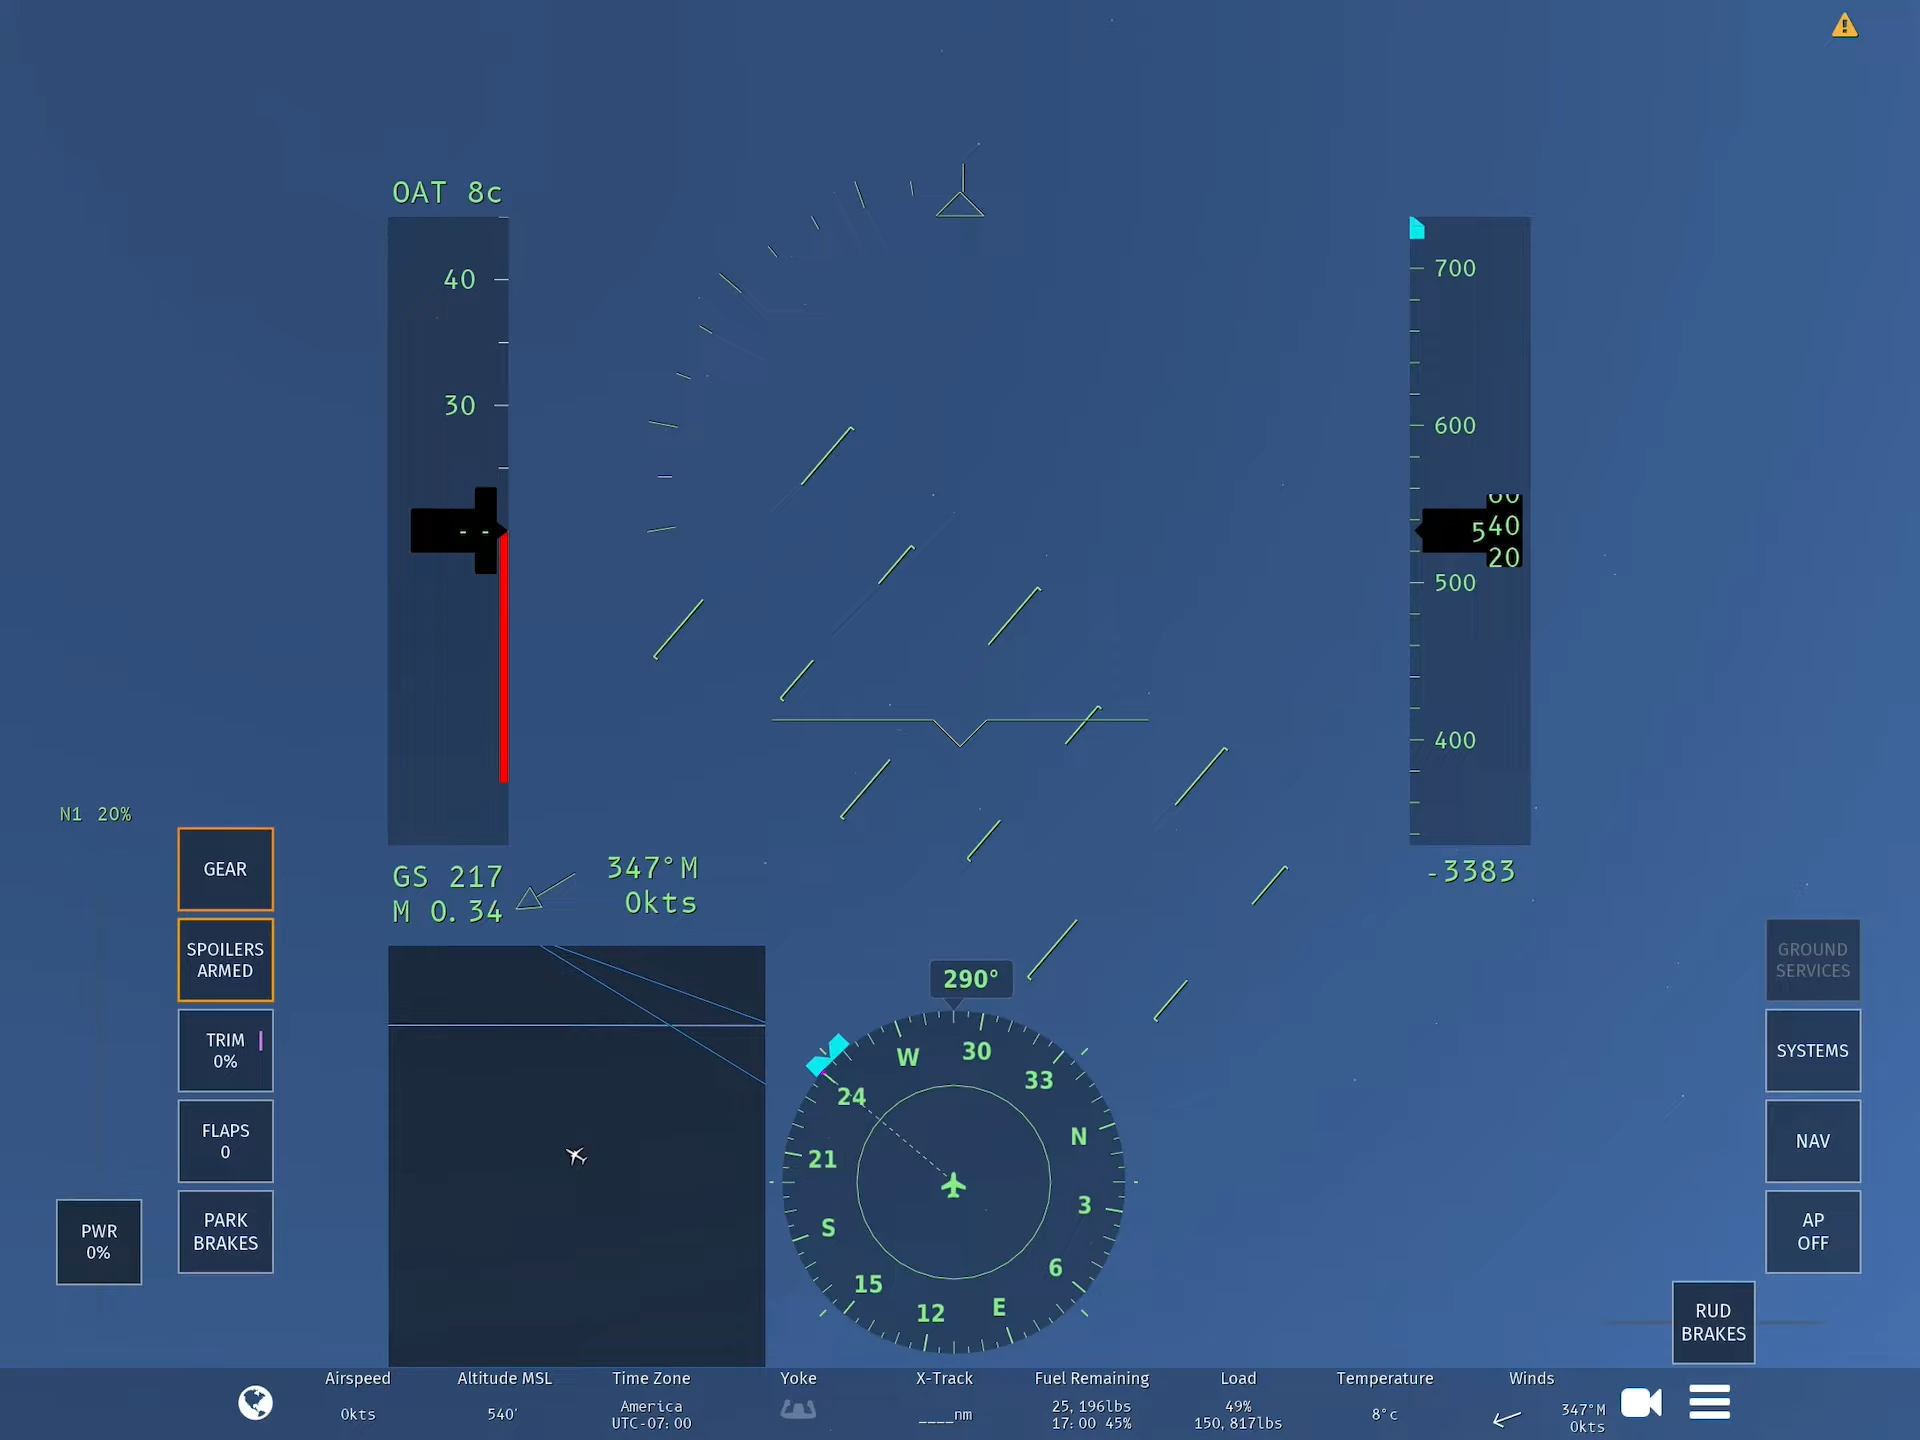 OAT 8c
40
30
--
GS 217
M 0.34
347°M
0kts
700
600
60
540
20
500
400
-3383
N1 20%
GEAR
SPOILERS
ARMED
TRIM
0%
FLAPS
0
PARK
BRAKES
PWR
0%
290°
W
30
33
24
N
21
3
S
6
15
12
E
GROUND
SERVICES
SYSTEMS
NAV
AP
OFF
RUD
BRAKES
Airspeed
0kts
Altitude MSL
540'
Time Zone
America
UTC-07:00
Yoke
X-Track
____nm
Fuel Remaining
25,196lbs
17:00 45%
Load
49%
150,817lbs
Temperature
8°c
Winds
347°M
0kts